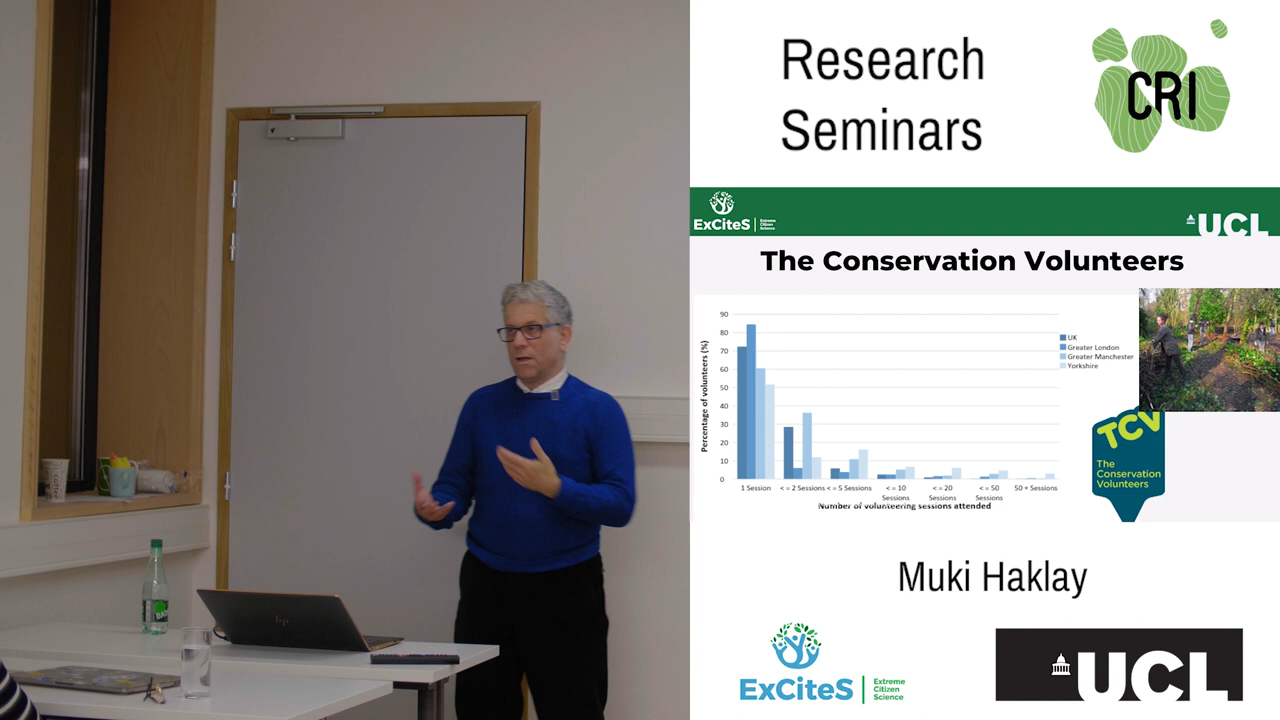 Research
Seminars
CRI
ExCiteS
Extreme
Citizen
Science
UCL
The Conservation Volunteers
90
80
70
60
50
40
30
20
10
0
Percentage of volunteers (%)
1 Session
< = 2 Sessions
< = 5 Sessions
< = 10
Sessions
< = 20
Sessions
< = 50
Sessions
50 + Sessions
Number of volunteering sessions attended
UK
Greater London
Greater Manchester
Yorkshire
TCV
The
Conservation
Volunteers
Muki Haklay
ExCiteS
Extreme
Citizen
Science
UCL
hp